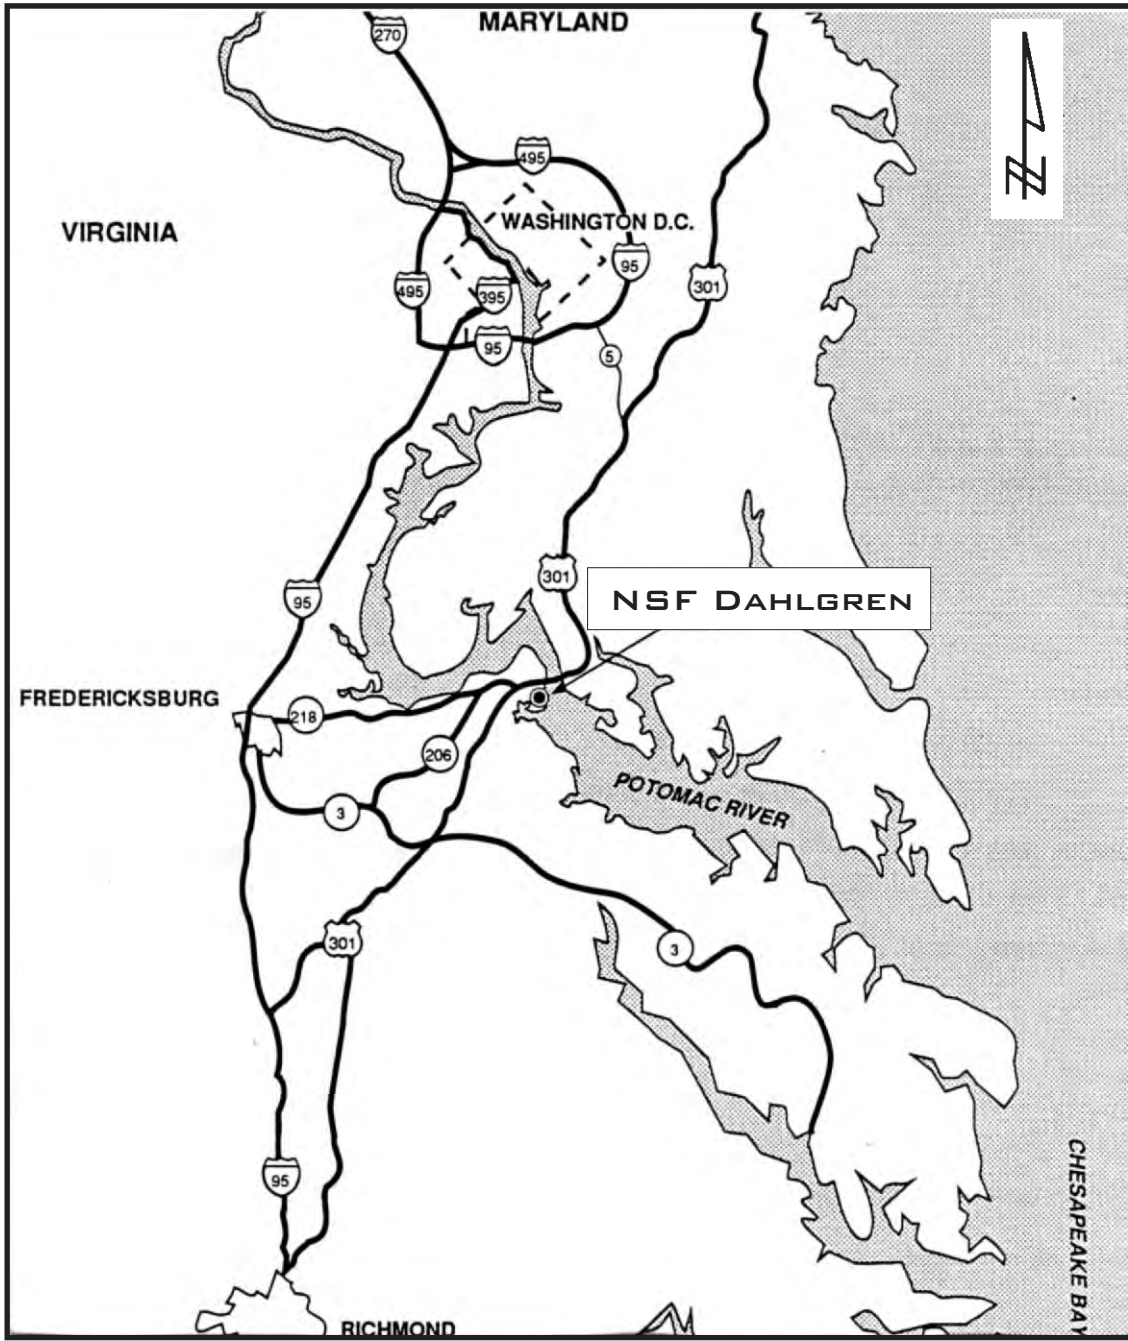 MARYLAND
270
495
VIRGINIA
WASHINGTON D.C.
95
495
395
301
95
5
301
NSF DAHLGREN
95
FREDERICKSBURG
218
206
POTOMAC RIVER
3
301
3
95
CHESAPEAKE BAY
RICHMOND